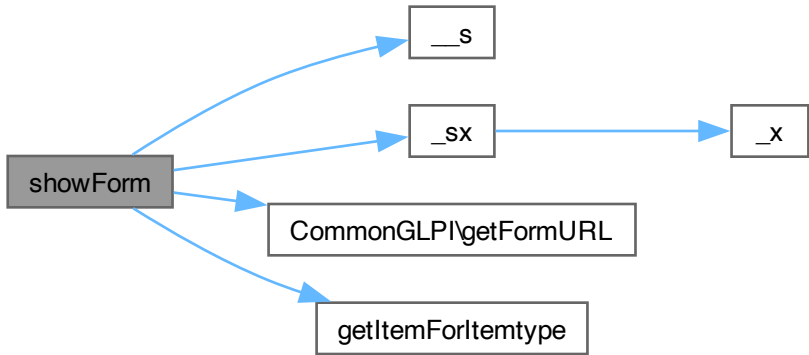 __s
_sx
_x
showForm
CommonGLPI\getFormURL
getItemForItemtype